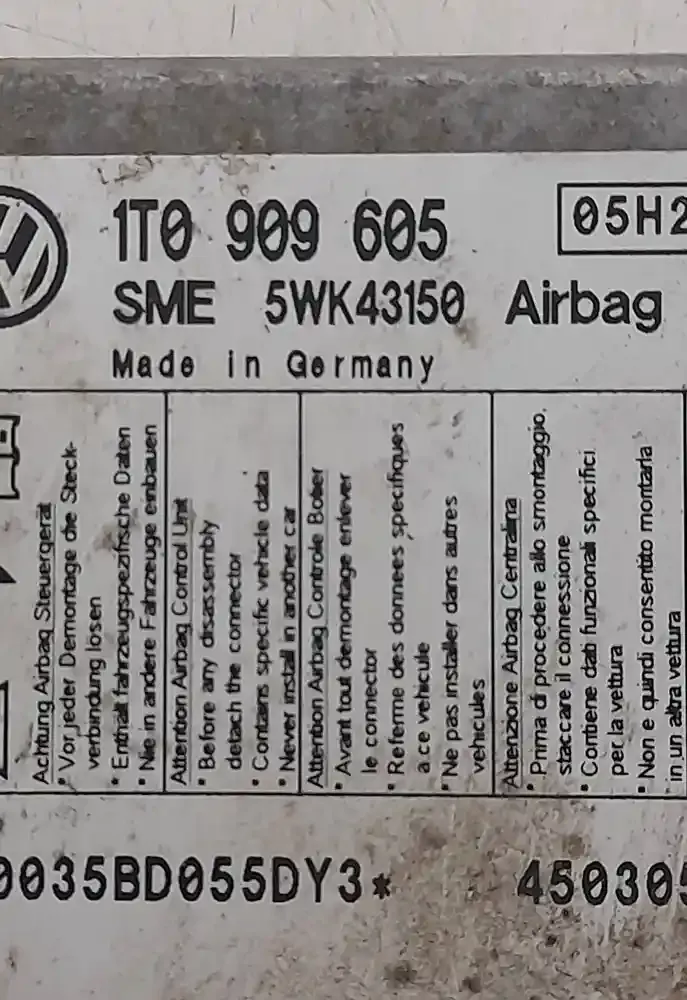 1T0 909 605
05H2
SME 5WK43150 Airbag
Made in Germany
Achtung Airbag Steuergerät
* Vor jeder Demontage die Steck-
verbindung lösen
* Enthält fahrzeugspezifische Daten
* Nie in andere Fahrzeuge einbauen
Attention Airbag Control Unit
* Before any disassembly
detach the connector
* Contains specific vehicle data
* Never install in another car
Attention Airbag Controle Boitier
* Avant tout demontage enlever
le connector
* Referme des donnees specifiques
a ce vehicule
* Ne pas installer dans autres
vehicules
Attenzione Airbag Centralina
* Prima di procedere allo smontaggio,
staccare il connessione
* Contiene dati funzionali specifici
per la vettura
* Non e quindi consentito montarla
in un altra vettura
0035BD055DY3*
450305